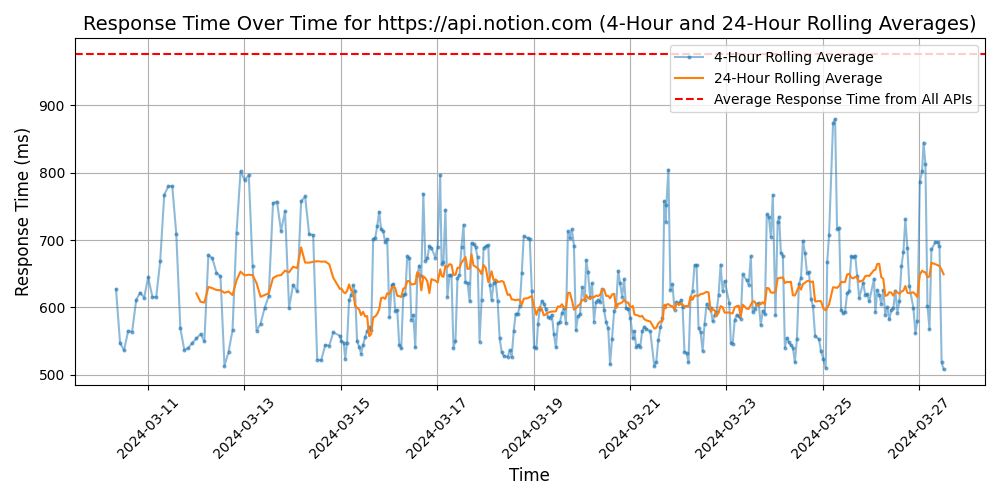 Response Time Over Time for https://api.notion.com (4-Hour and 24-Hour Rolling Averages)
4-Hour Rolling Average
24-Hour Rolling Average
Average Response Time from All APIs
Response Time (ms)
900
800
700
600
500
2024-03-11
2024-03-13
2024-03-15
2024-03-17
2024-03-19
2024-03-21
2024-03-23
2024-03-25
2024-03-27
Time